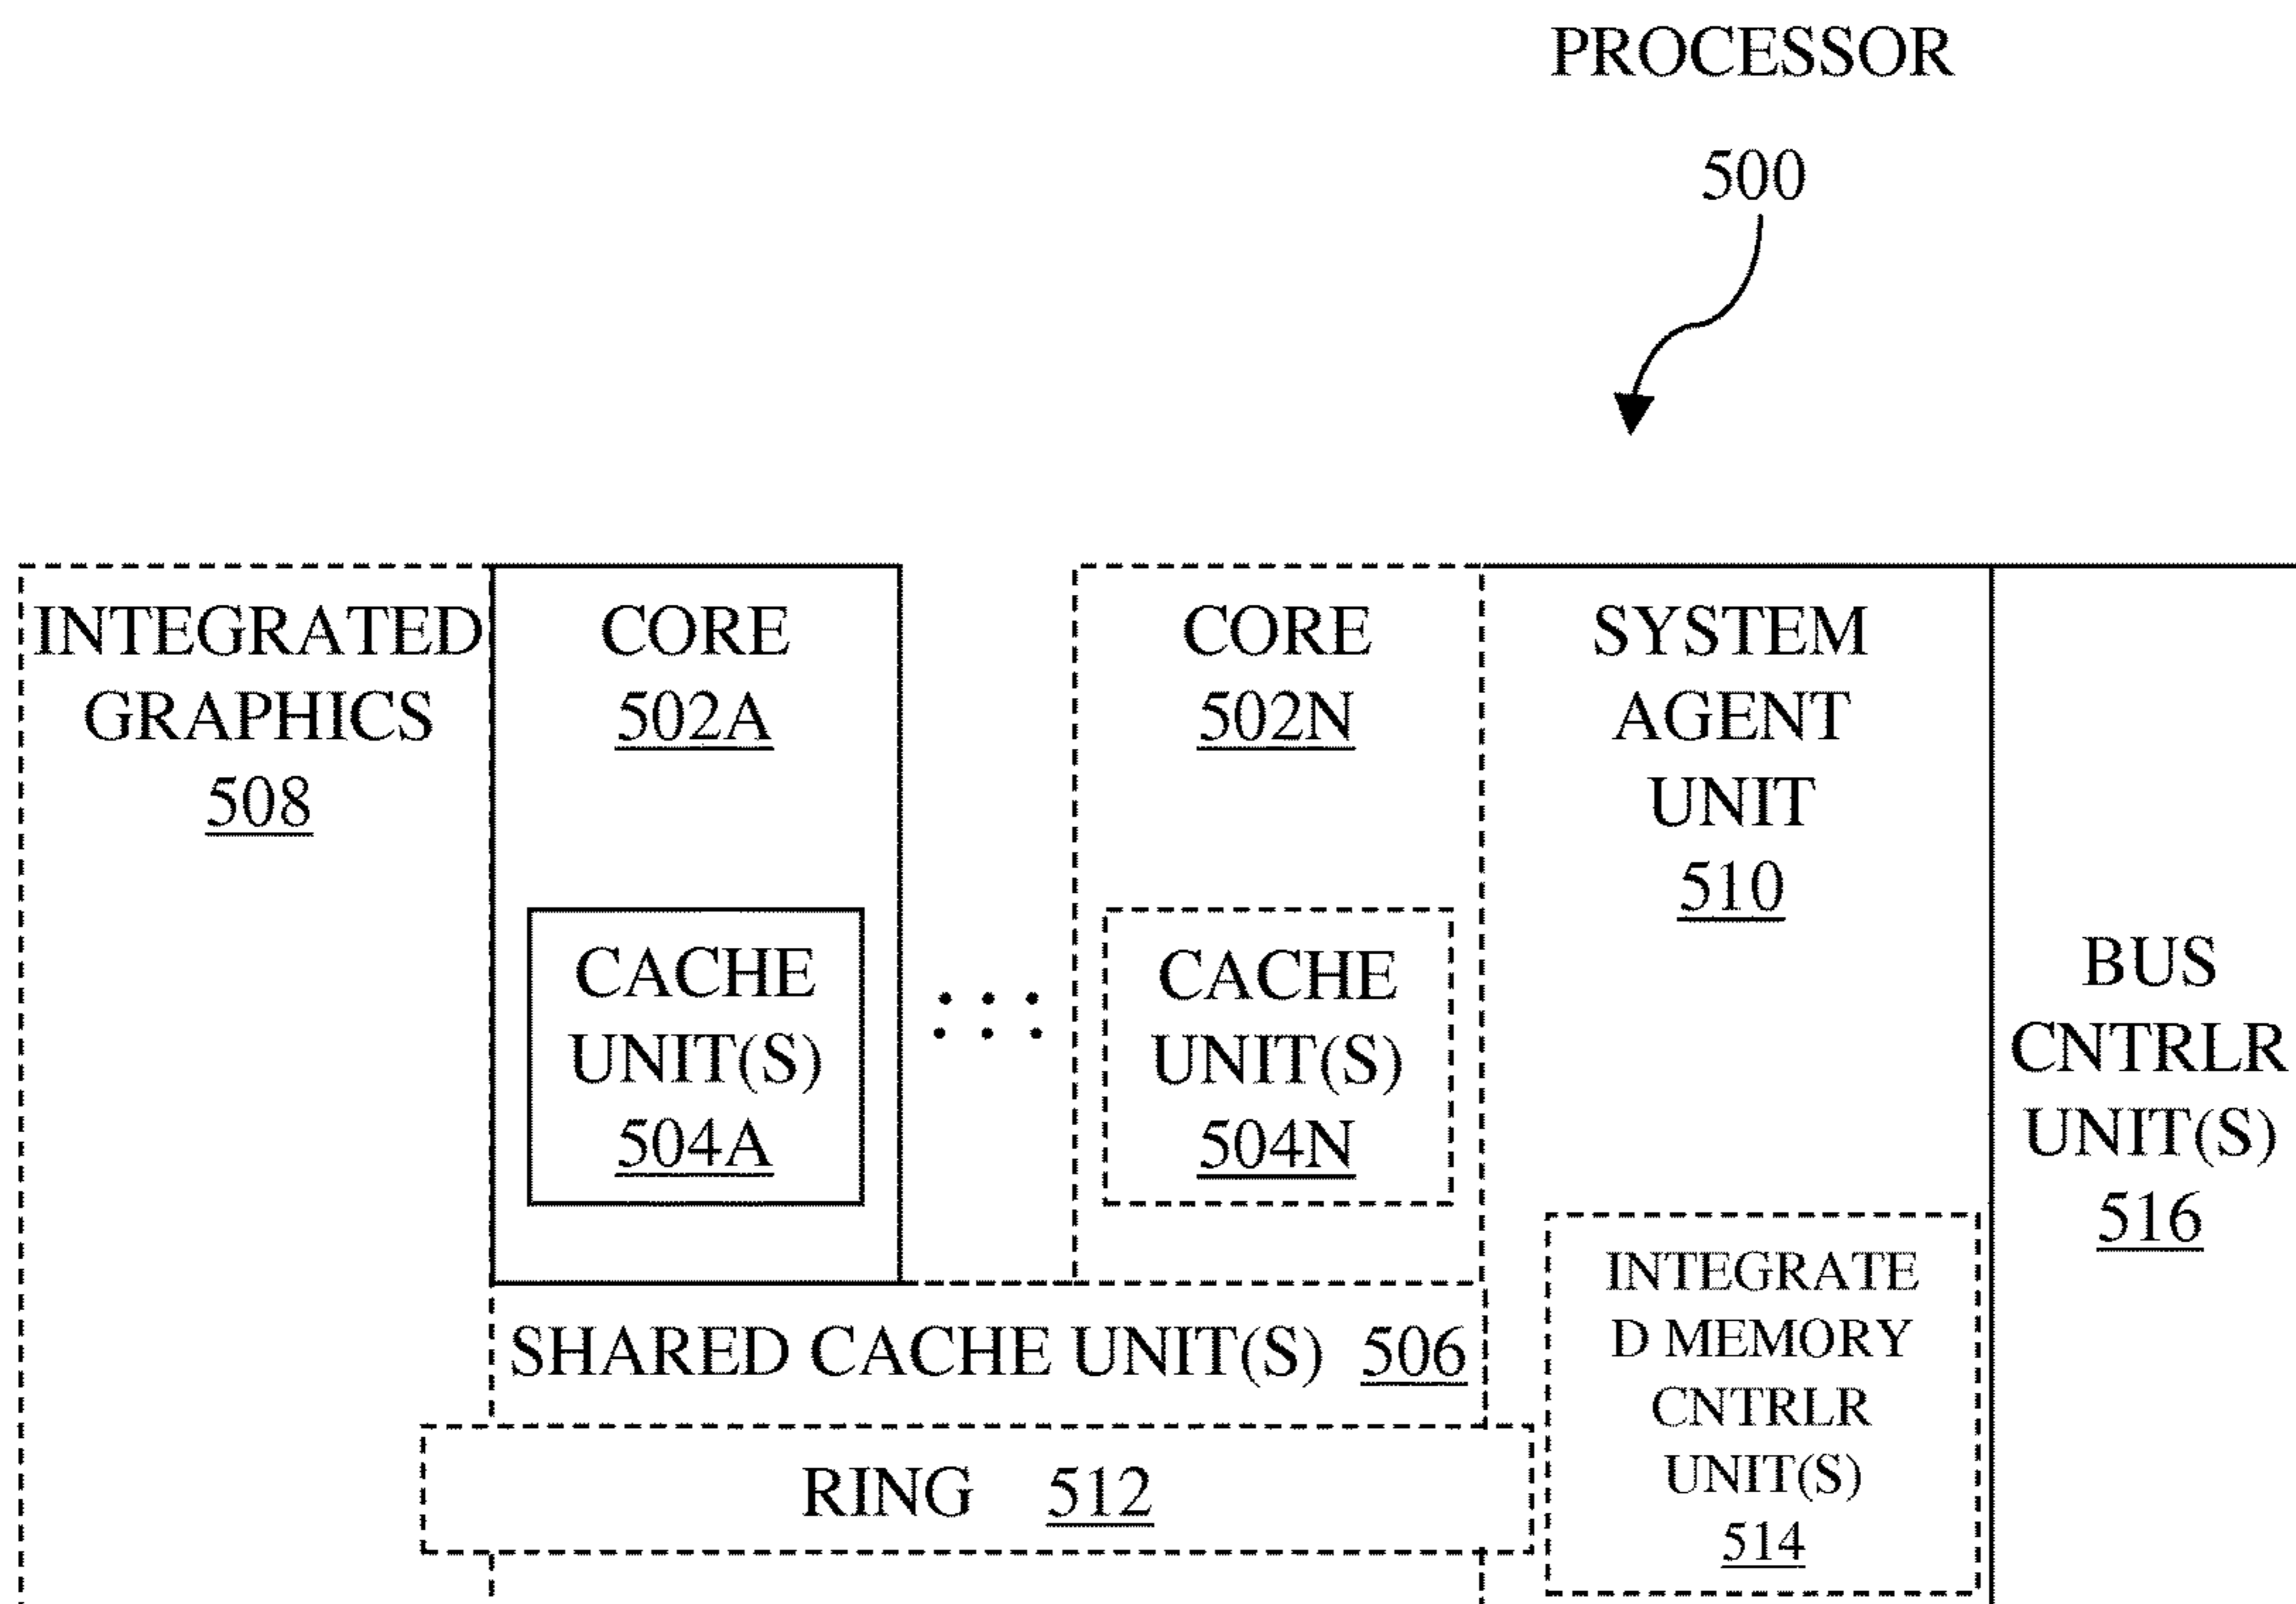 PROCESSOR
500
INTEGRATED
GRAPHICS
508
CORE
502A
CACHE
UNIT(S)
504A
CORE
502N
CACHE
UNIT(S)
504N
SYSTEM
AGENT
UNIT
510
BUS
CNTRLR
UNIT(S)
516
INTEGRATE
D MEMORY
CNTRLR
UNIT(S)
514
SHARED CACHE UNIT(S) 506
RING 512